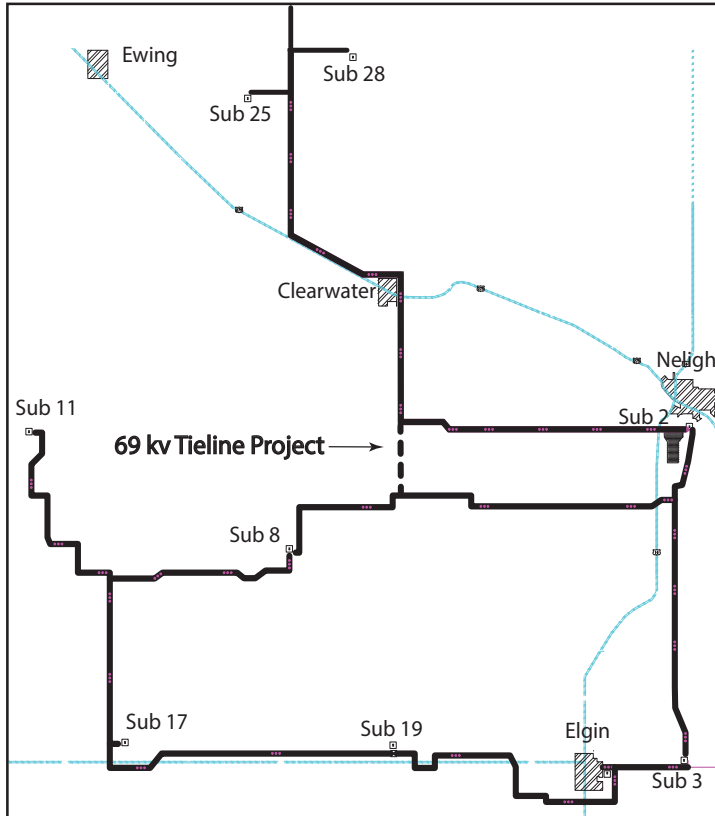 Ewing
Sub 28
Sub 25
Clearwater
Neligh
Sub 11
Sub 2
69 kv Tieline Project
Sub 8
Sub 17
Sub 19
Elgin
Sub 3